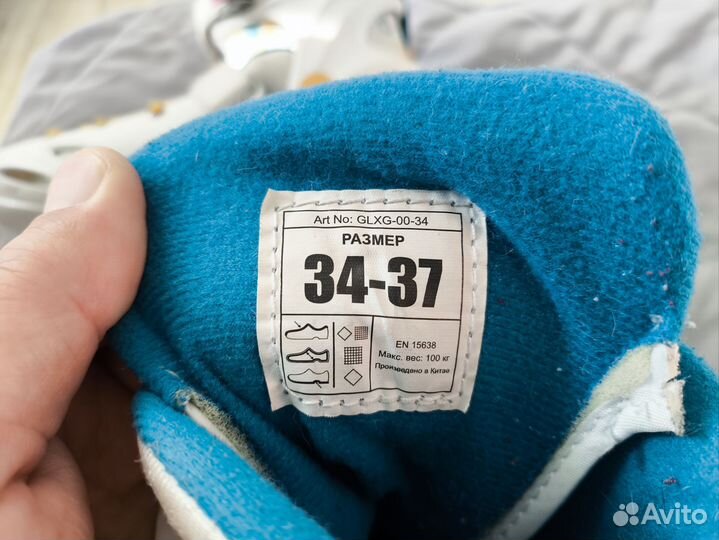 Art No: GLXG-00-34
РАЗМЕР
34-37
EN 15638
Макс. вес: 100 кг
Произведено в Китае
Avito